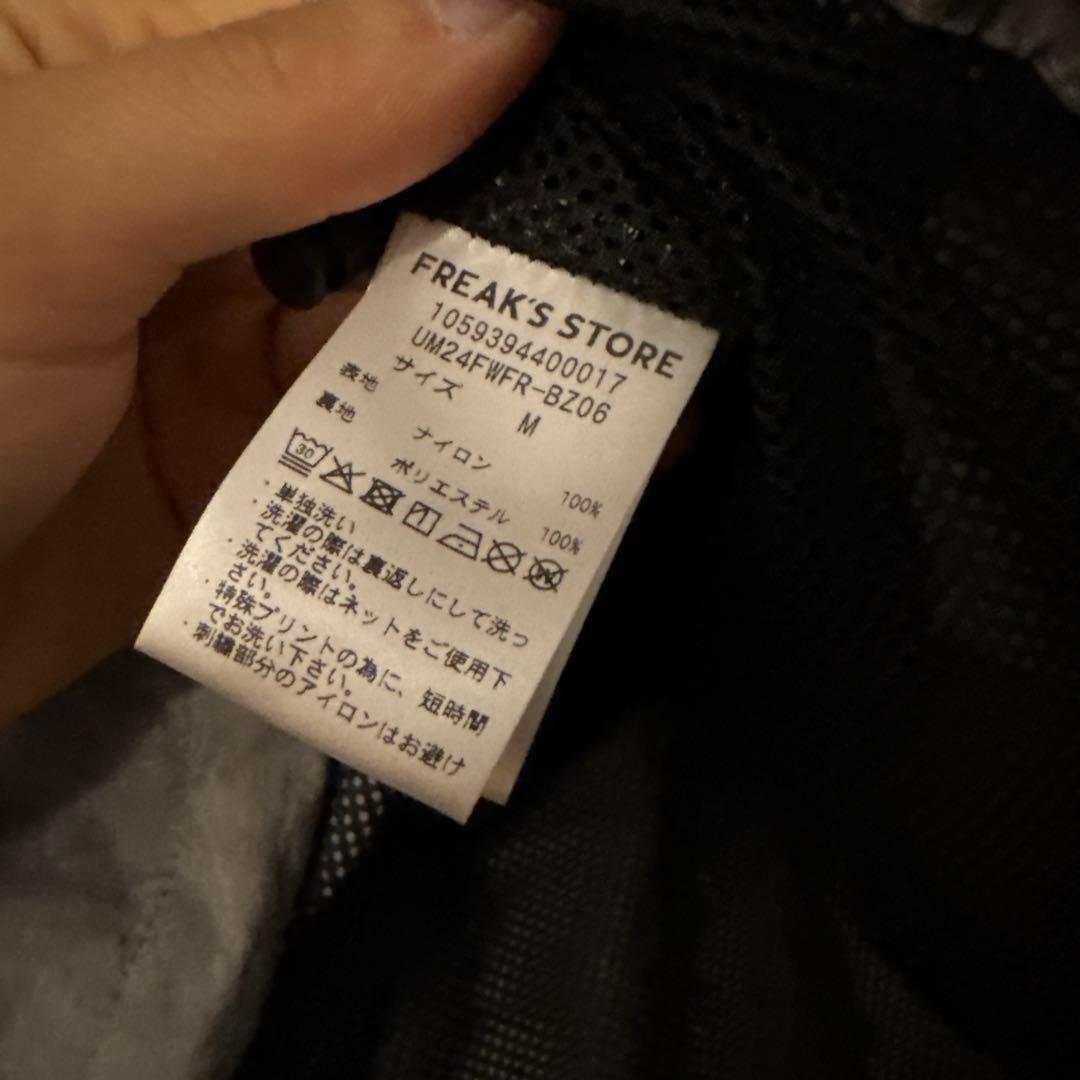 FREAK'S STORE
1059394400017
UM24FWFR-BZ06
サイズ M
表地 ナイロン 100%
裏地 ポリエステル 100%
30
W
・単独洗い
・洗濯の際は裏返しにして洗っ
てください。
・洗濯の際はネットをご使用下
さい。
・特殊プリントの為に、短時間
でお洗い下さい。
・刺繍部分のアイロンはお避け